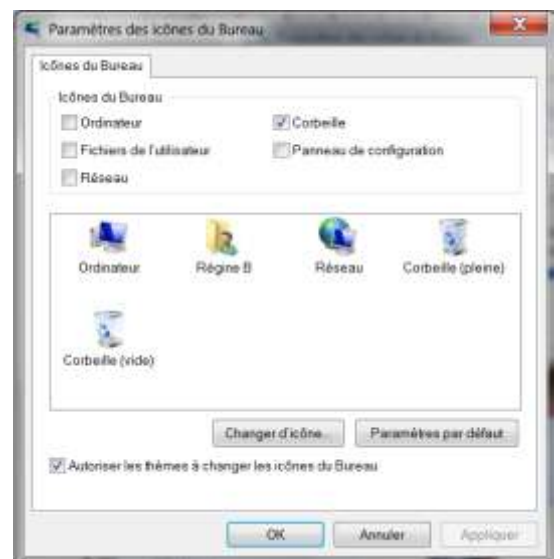 Paramètres des icônes du Bureau
Icônes du Bureau
Icônes du Bureau
Ordinateur
Corbeille
Fichiers de l'utilisateur
Panneau de configuration
Réseau
Ordinateur
Régine B
Réseau
Corbeille (pleine)
Corbeille (vide)
Changer d'icône...
Paramètres par défaut
Autoriser les thèmes à changer les icônes du Bureau
OK
Annuler
Appliquer